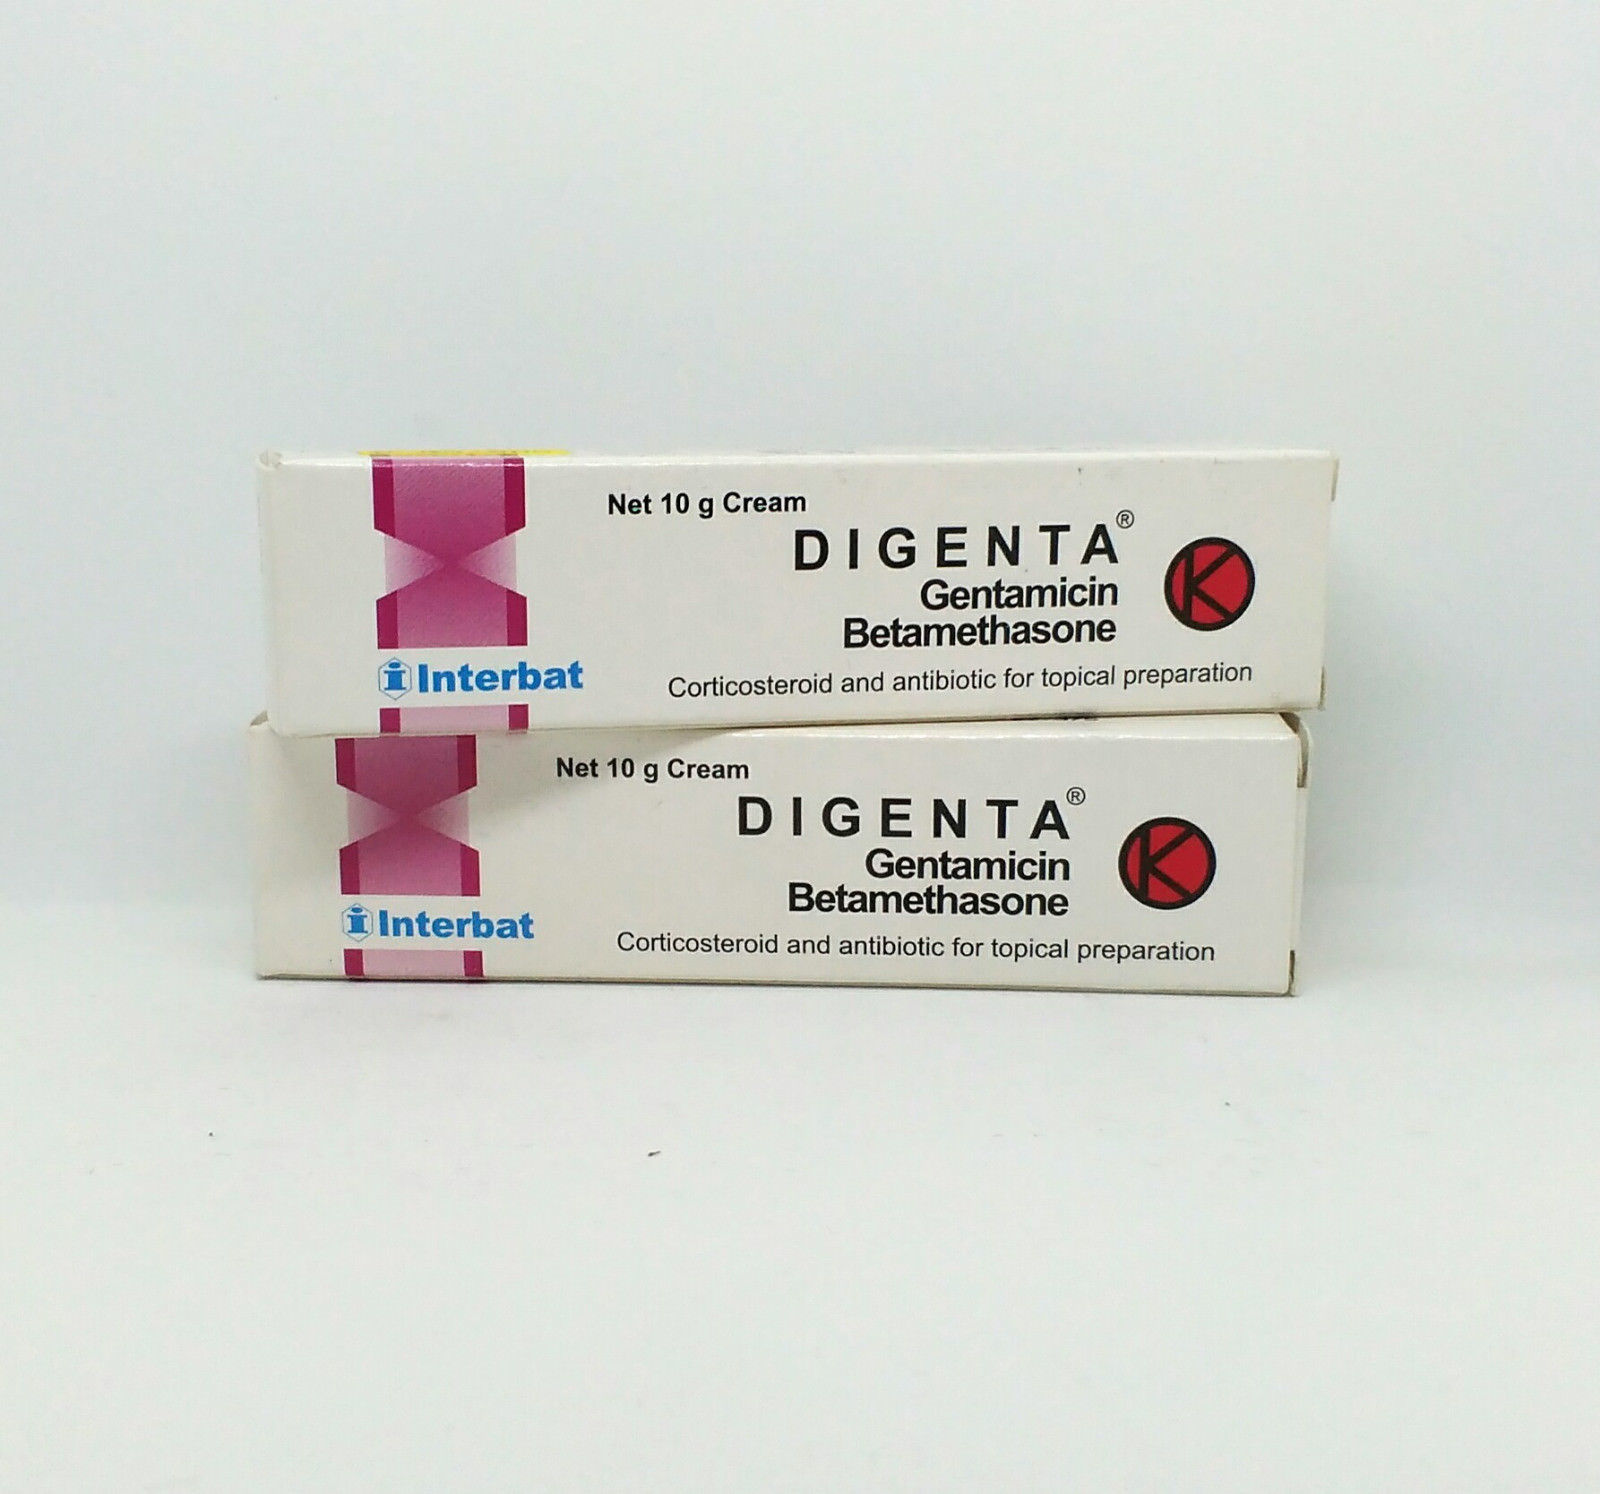 Net 10 g Cream
DIGENTA®
Gentamicin
Betamethasone
K
Interbat
Corticosteroid and antibiotic for topical preparation
Net 10 g Cream
DIGENTA®
Gentamicin
Betamethasone
K
Interbat
Corticosteroid and antibiotic for topical preparation